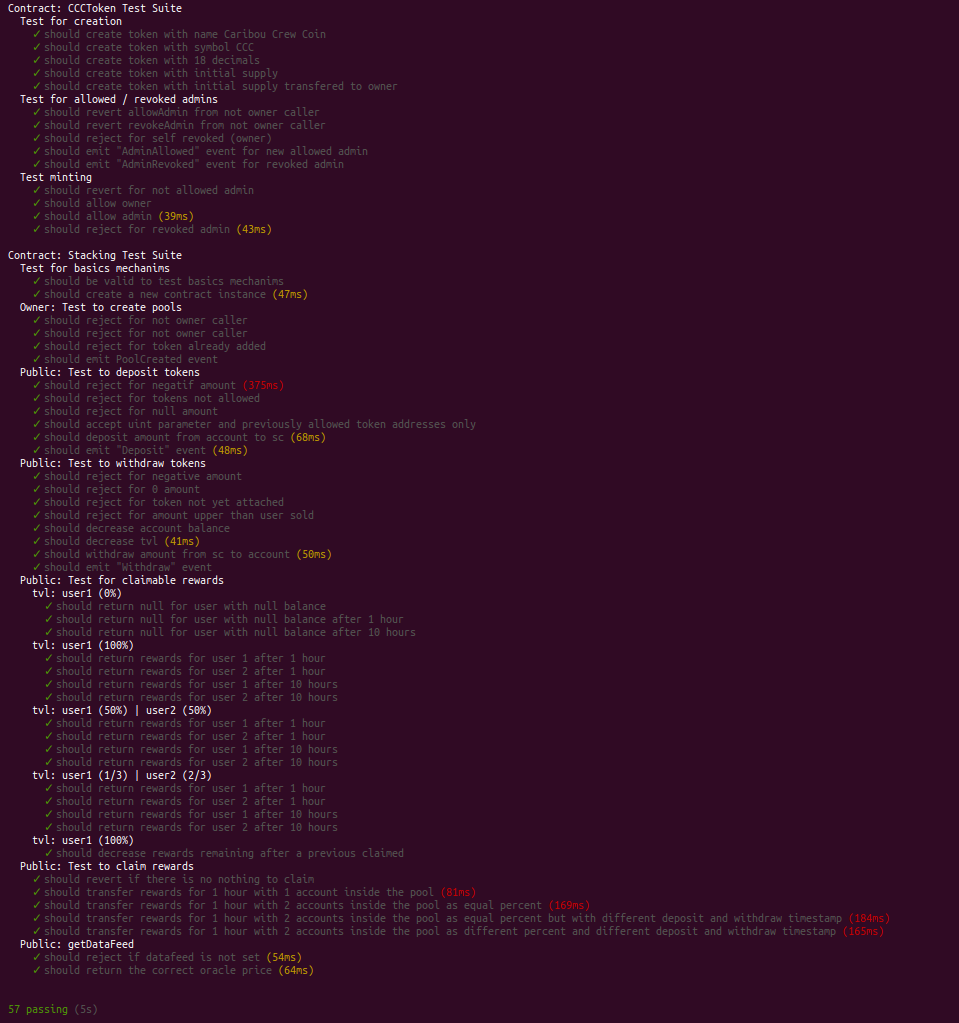 Contract: CCCToken Test Suite
Test for creation
✓ should create token with name Caribou Crew Coin
✓ should create token with symbol CCC
✓ should create token with 18 decimals
✓ should create token with initial supply
✓ should create token with initial supply transfered to owner
Test for allowed / revoked admins
✓ should revert allowAdmin from not owner caller
✓ should revert revokeAdmin from not owner caller
✓ should reject for self revoked (owner)
✓ should emit "AdminAllowed" event for new allowed admin
✓ should emit "AdminRevoked" event for revoked admin
Test minting
✓ should revert for not allowed admin
✓ should allow owner
✓ should allow admin (39ms)
✓ should reject for revoked admin (43ms)
Contract: Stacking Test Suite
Test for basics mechanims
✓ should be valid to test basics mechanims
✓ should create a new contract instance (47ms)
Owner: Test to create pools
✓ should reject for not owner caller
✓ should reject for not owner caller
✓ should reject for token already added
✓ should emit PoolCreated event
Public: Test to deposit tokens
✓ should reject for negatif amount (375ms)
✓ should reject for tokens not allowed
✓ should reject for null amount
✓ should accept uint parameter and previously allowed token addresses only
✓ should deposit amount from account to sc (68ms)
✓ should emit "Deposit" event (48ms)
Public: Test to withdraw tokens
✓ should reject for negative amount
✓ should reject for 0 amount
✓ should reject for token not yet attached
✓ should reject for amount upper than user sold
✓ should decrease account balance
✓ should decrease tvl (41ms)
✓ should withdraw amount from sc to account (50ms)
✓ should emit "Withdraw" event
Public: Test for claimable rewards
tvl: user1 (0%)
✓ should return null for user with null balance
✓ should return null for user with null balance after 1 hour
✓ should return null for user with null balance after 10 hours
tvl: user1 (100%)
✓ should return rewards for user 1 after 1 hour
✓ should return rewards for user 2 after 1 hour
✓ should return rewards for user 1 after 10 hours
✓ should return rewards for user 2 after 10 hours
tvl: user1 (50%) | user2 (50%)
✓ should return rewards for user 1 after 1 hour
✓ should return rewards for user 2 after 1 hour
✓ should return rewards for user 1 after 10 hours
✓ should return rewards for user 2 after 10 hours
tvl: user1 (1/3) | user2 (2/3)
✓ should return rewards for user 1 after 1 hour
✓ should return rewards for user 2 after 1 hour
✓ should return rewards for user 1 after 10 hours
✓ should return rewards for user 2 after 10 hours
tvl: user1 (100%)
✓ should decrease rewards remaining after a previous claimed
Public: Test to claim rewards
✓ should revert if there is no nothing to claim
✓ should transfer rewards for 1 hour with 1 account inside the pool (81ms)
✓ should transfer rewards for 1 hour with 2 accounts inside the pool as equal percent (169ms)
✓ should transfer rewards for 1 hour with 2 accounts inside the pool as equal percent but with different deposit and withdraw timestamp (184ms)
✓ should transfer rewards for 1 hour with 2 accounts inside the pool as different percent and different deposit and withdraw timestamp (165ms)
Public: getDataFeed
✓ should reject if datafeed is not set (54ms)
✓ should return the correct oracle price (64ms)
57 passing (5s)